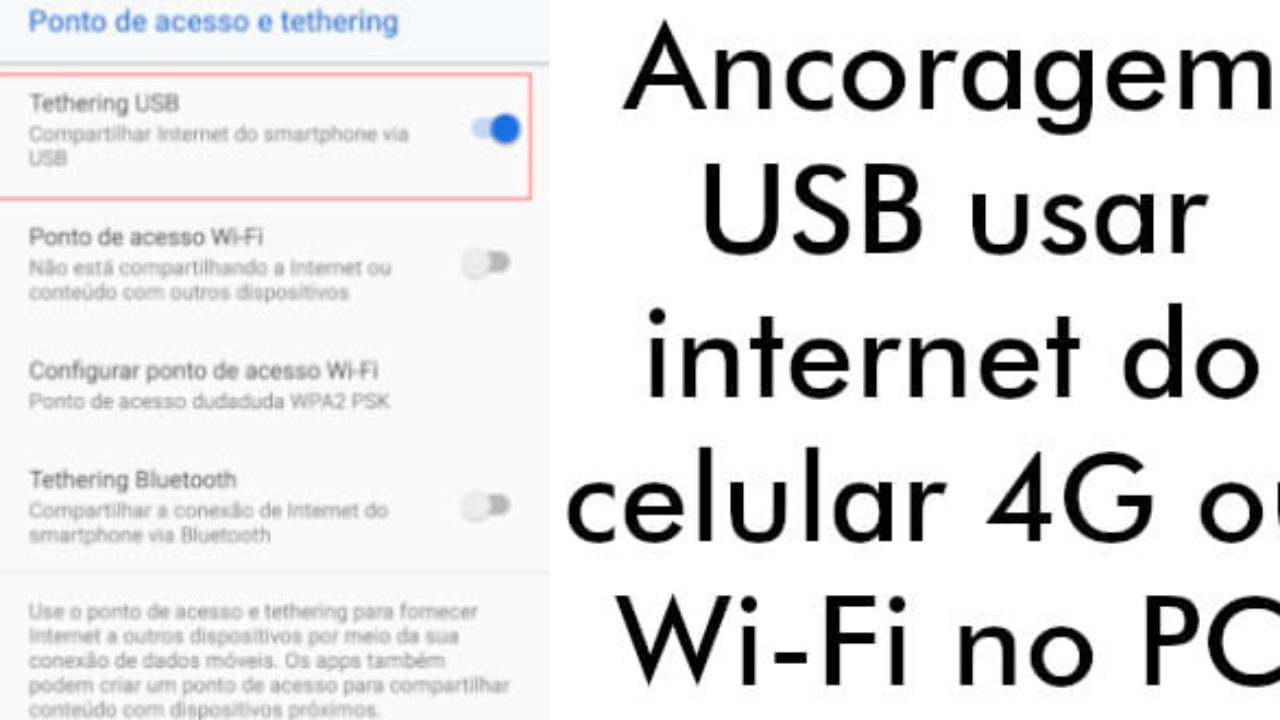 Ponto de acesso e tethering
Tethering USB
Compartilhar Internet do smartphone via
USB
Ponto de acesso Wi-Fi
Não está compartilhando a Internet ou
conteúdo com outros dispositivos
Configurar ponto de acesso Wi-Fi
Ponto de acesso dudaduda WPA2 PSK
Tethering Bluetooth
Compartilhar a conexão de Internet do
smartphone via Bluetooth
Use o ponto de acesso e tethering para fornecer
Internet a outros dispositivos por meio da sua
conexão de dados móveis. Os apps também
podem criar um ponto de acesso para compartilhar
conteúdo com dispositivos próximos.
Ancoragem
USB usar
internet do
celular 4G ou
Wi-Fi no PC